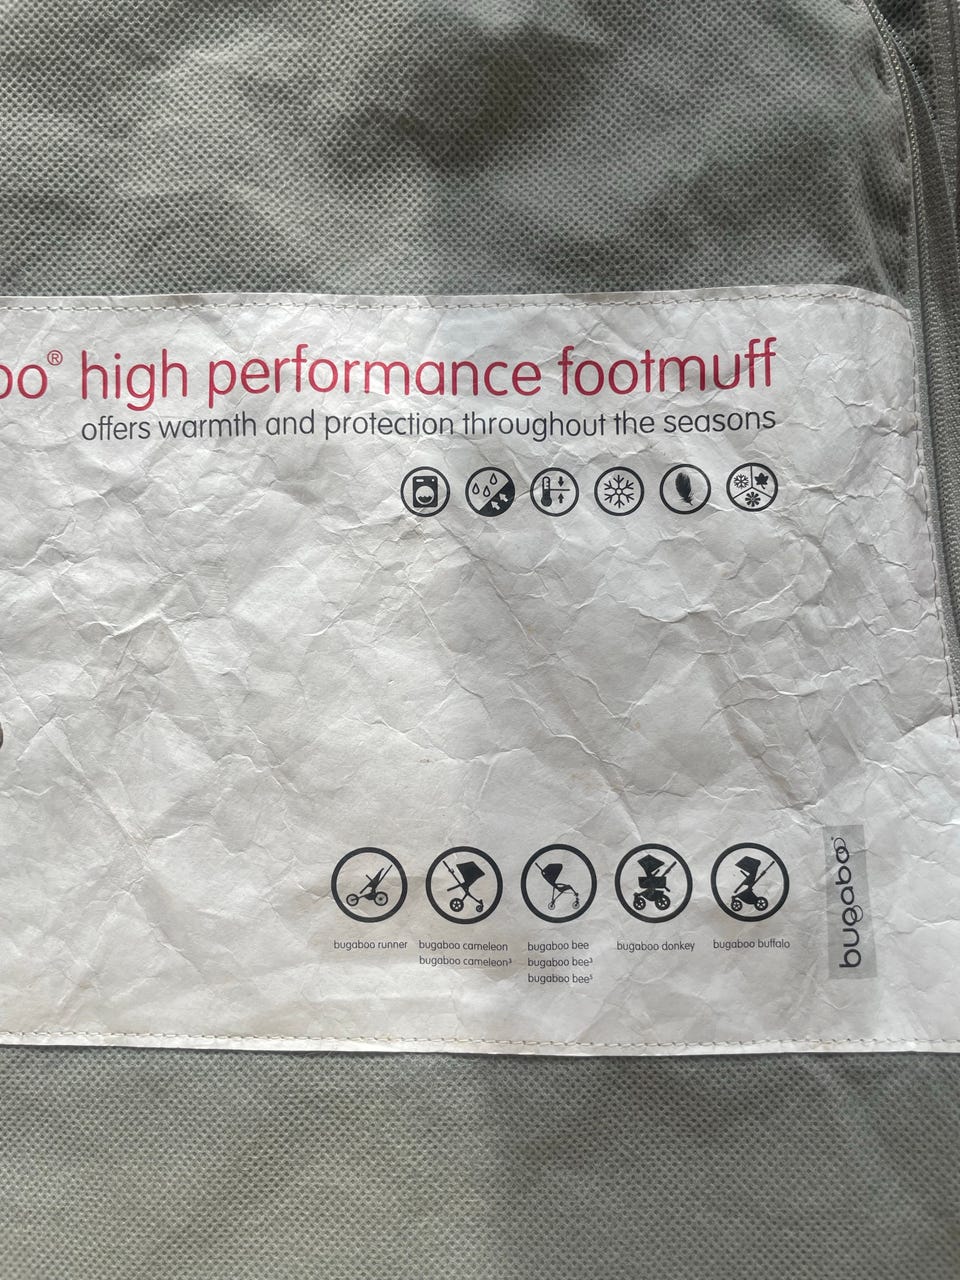 oo® high performance footmuff
offers warmth and protection throughout the seasons
bugaboo runner
bugaboo cameleon
bugaboo cameleon³
bugaboo bee
bugaboo bee³
bugaboo bee⁵
bugaboo donkey
bugaboo buffalo
bugaboo